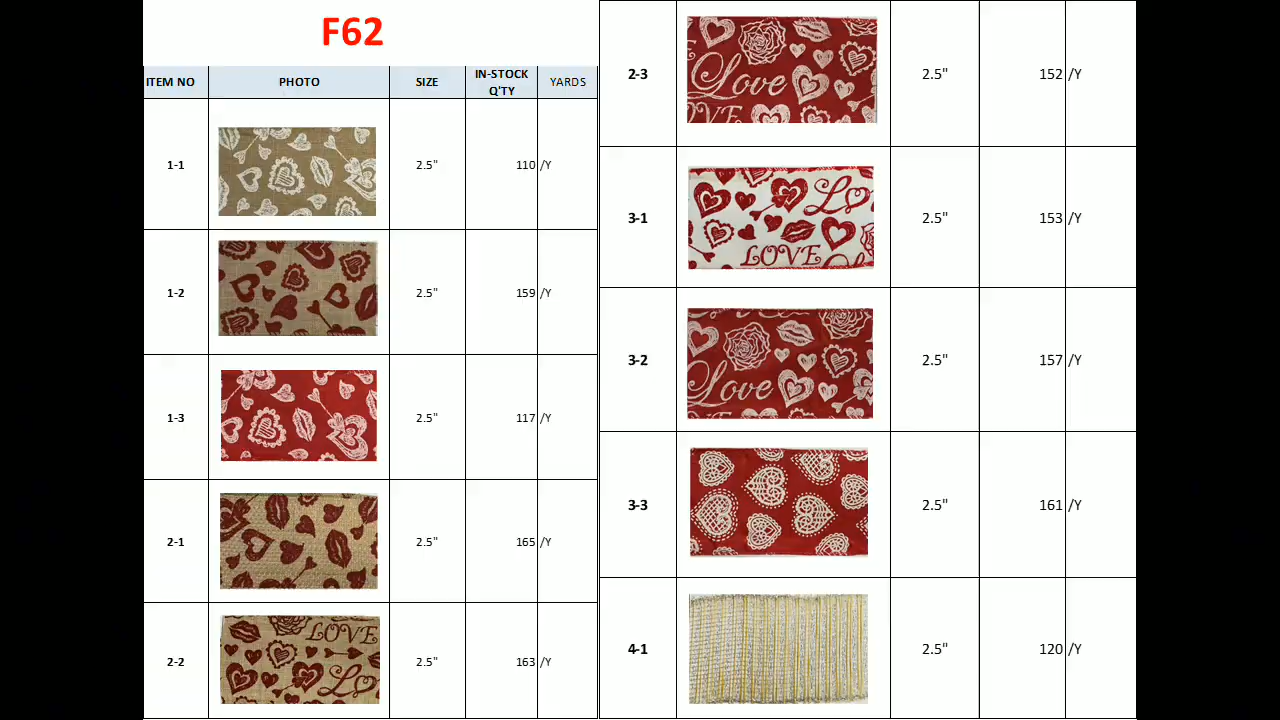 F62
ITEM NO PHOTO SIZE IN-STOCK Q'TY YARDS
1-1 2.5" 110 /Y
1-2 2.5" 159 /Y
1-3 2.5" 117 /Y
2-1 2.5" 165 /Y
2-2 LOVE Lo 2.5" 163 /Y
2-3 Love LOVE 2.5" 152 /Y
3-1 Lo LOVE 2.5" 153 /Y
3-2 Love 2.5" 157 /Y
3-3 2.5" 161 /Y
4-1 2.5" 120 /Y